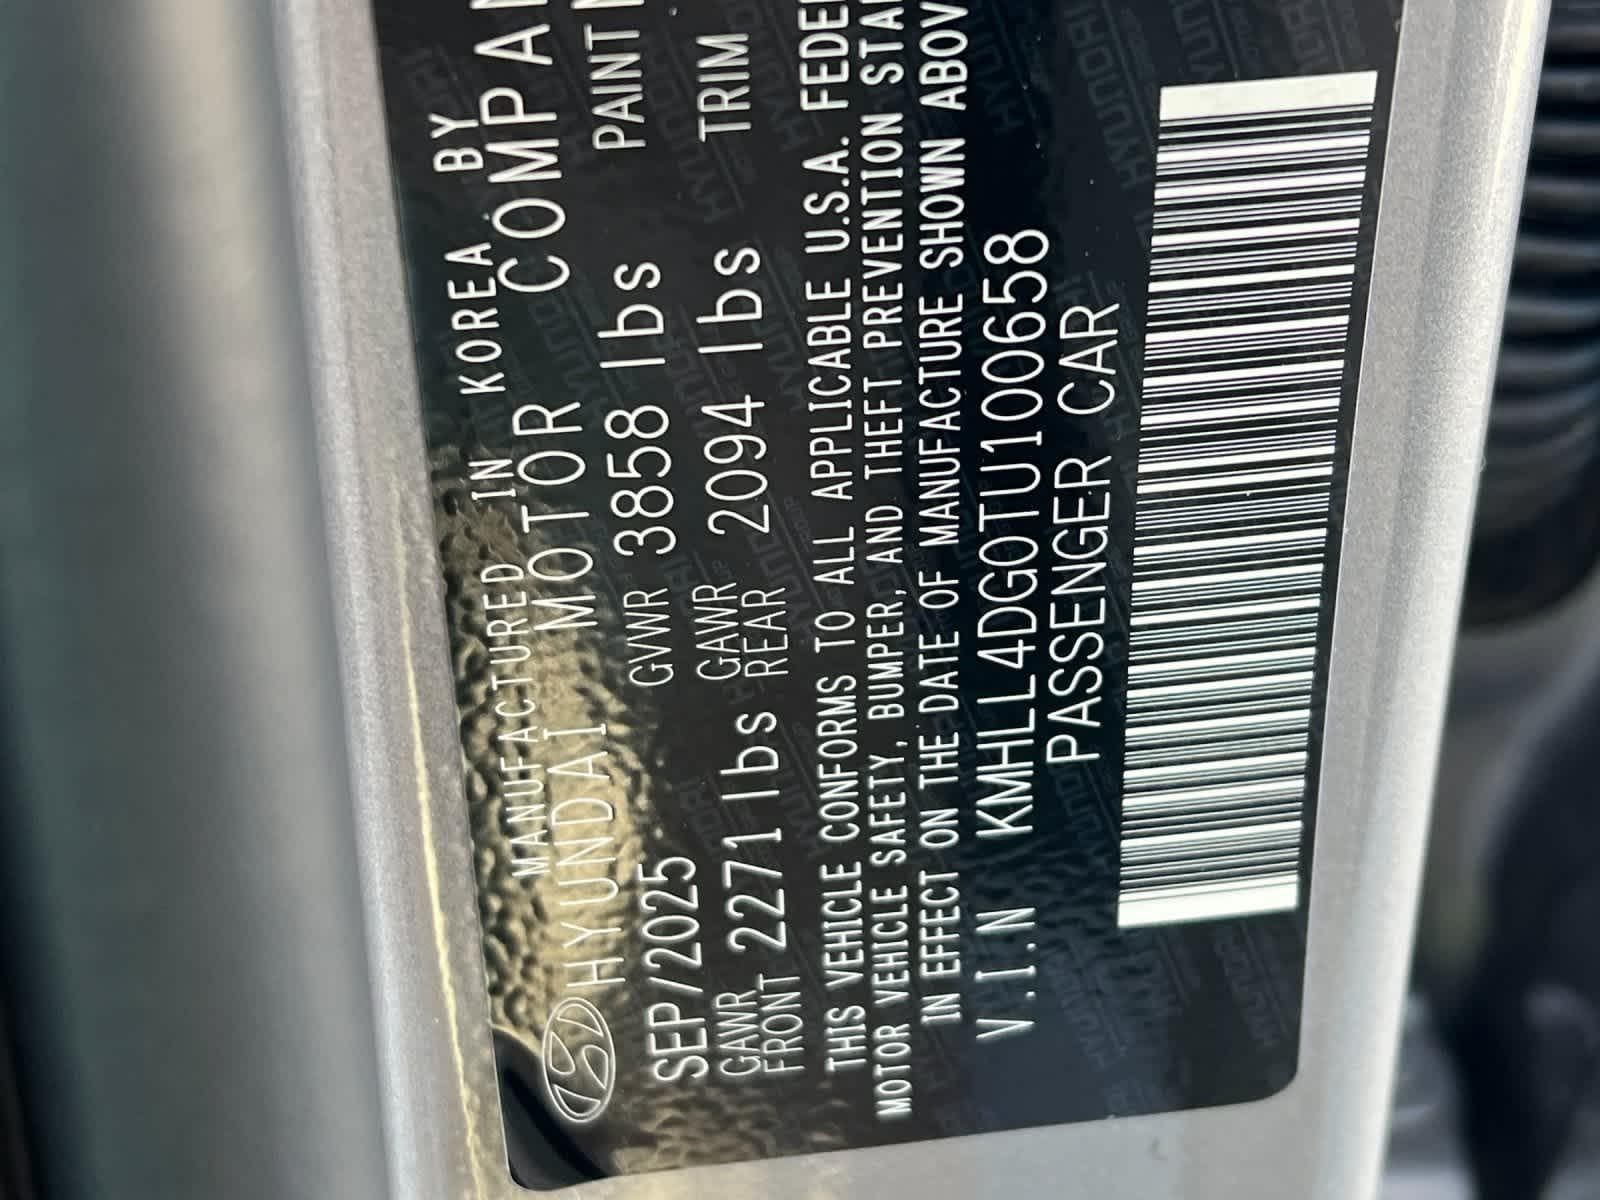 MANUFACTURED IN KOREA BY
HYUNDAI MOTOR COMPAN
SEP/2025 GVWR 3858 lbs PAINT
GAWR FRONT 2271 lbs GAWR REAR 2094 lbs TRIM
THIS VEHICLE CONFORMS TO ALL APPLICABLE U.S.A. FEDE
MOTOR VEHICLE SAFETY, BUMPER, AND THEFT PREVENTION STA
IN EFFECT ON THE DATE OF MANUFACTURE SHOWN ABOV
V.I.N KMHLL4DG0TU100658
PASSENGER CAR